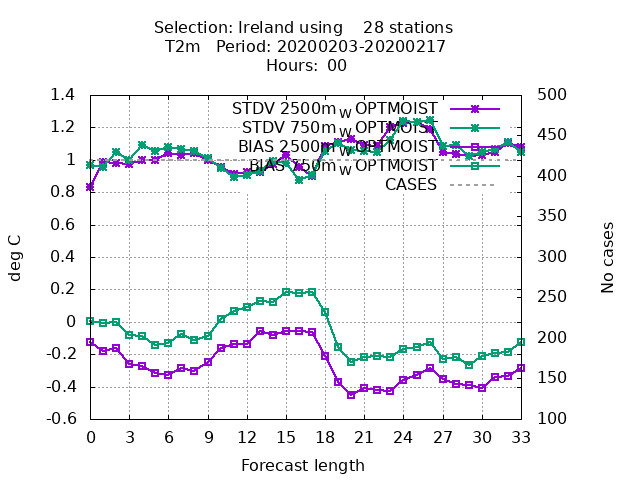 Selection: Ireland using 28 stations
T2m Period: 20200203-20200217
Hours: 00
1.4
1.2
1
0.8
0.6
0.4
0.2
0
-0.2
-0.4
-0.6
deg C
STDV 2500m W OPTMOIST
STDV 750m W OPTMOIST
BIAS 2500m W OPTMOIST
BIAS 750m W OPTMOIST
CASES
500
450
400
350
300
250
200
150
100
No cases
0 3 6 9 12 15 18 21 24 27 30 33
Forecast length